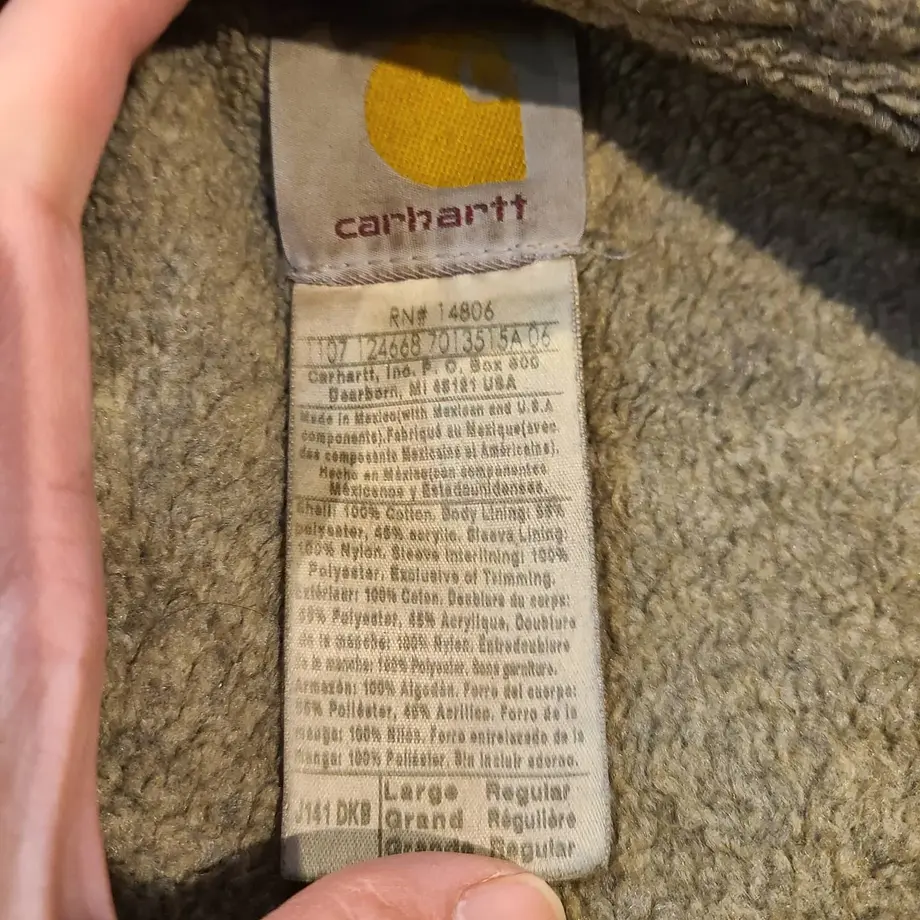 carhartt
RN# 14806
1107 124668 7013515A 06
Carhartt, Inc. P. O. Box 600
Dearborn, MI 48121 USA
Made in Mexico(with Mexican and U.S.A
components).Fabriqué au Mexique(avec
des composants Mexicains et Américains).
Hecho en México(con componentes
Méxicanos y Estadounidenses.
Shell: 100% Cotton. Body Lining: 55%
polyester, 45% acrylic. Sleeve Lining:
100% Nylon. Sleeve Interlining: 100%
Polyester. Exclusive of Trimming.
Extérieur: 100% Coton. Doublure du corps:
55% Polyester, 45% Acrylique. Doublure
de la manche: 100% Nylon. Entredoublure
de la manche: 100% Polyester. Sans garniture.
Armazón: 100% Algodón. Forro del cuerpo:
55% Poliéster, 45% Acrilico. Forro de la
manga: 100% Nilón. Forro entrelazado de la
manga: 100% Poliéster. Sin incluir adorno.
J141 DKB
Large Regular
Grand Régulière
Grande Regular